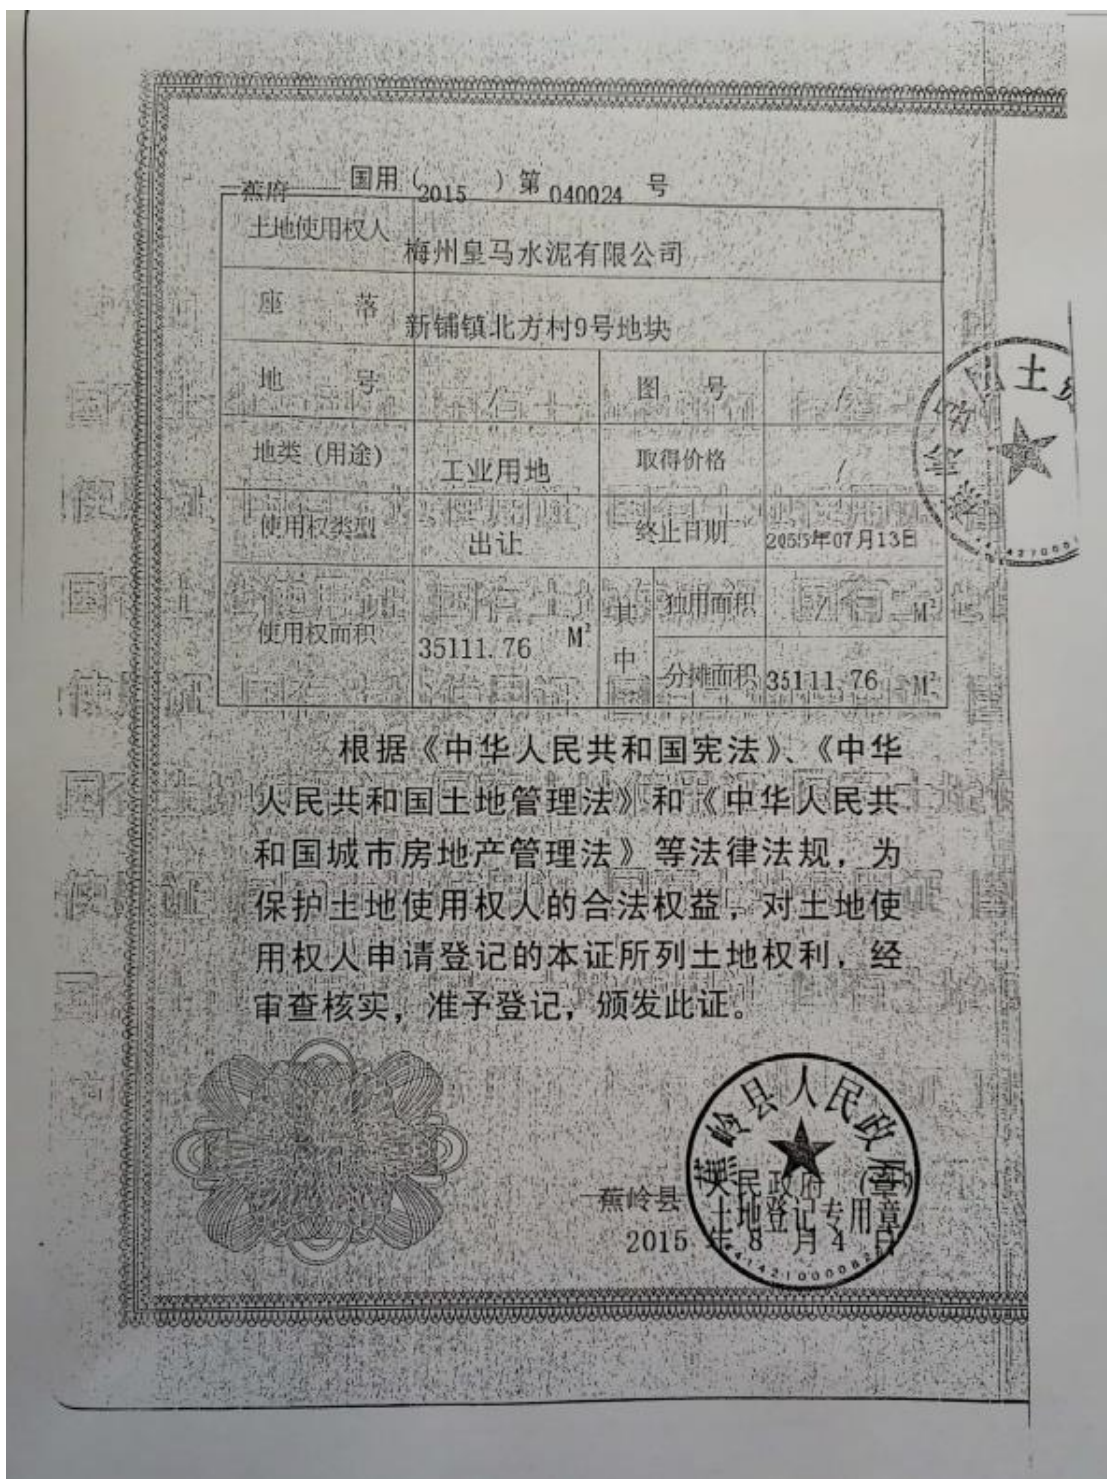 蕉府 国用（2015）第 040024 号
土地使用权人 梅州皇马水泥有限公司
座 落 新铺镇北方村9号地块
地 号 / 图 号 /
地类（用途） 工业用地 取得价格 /
使用权类型 出让 终止日期 2055年07月13日
使用权面积 35111.76 M² 其中 独用面积 / M²
分摊面积 35111.76 M²
根据《中华人民共和国宪法》、《中华
人民共和国土地管理法》和《中华人民共
和国城市房地产管理法》等法律法规，为
保护土地使用权人的合法权益，对土地使
用权人申请登记的本证所列土地权利，经
审查核实，准予登记，颁发此证。
蕉岭县人民政府
土地登记专用章
蕉岭县 人民政府（章）
2015 年 8 月 4 日